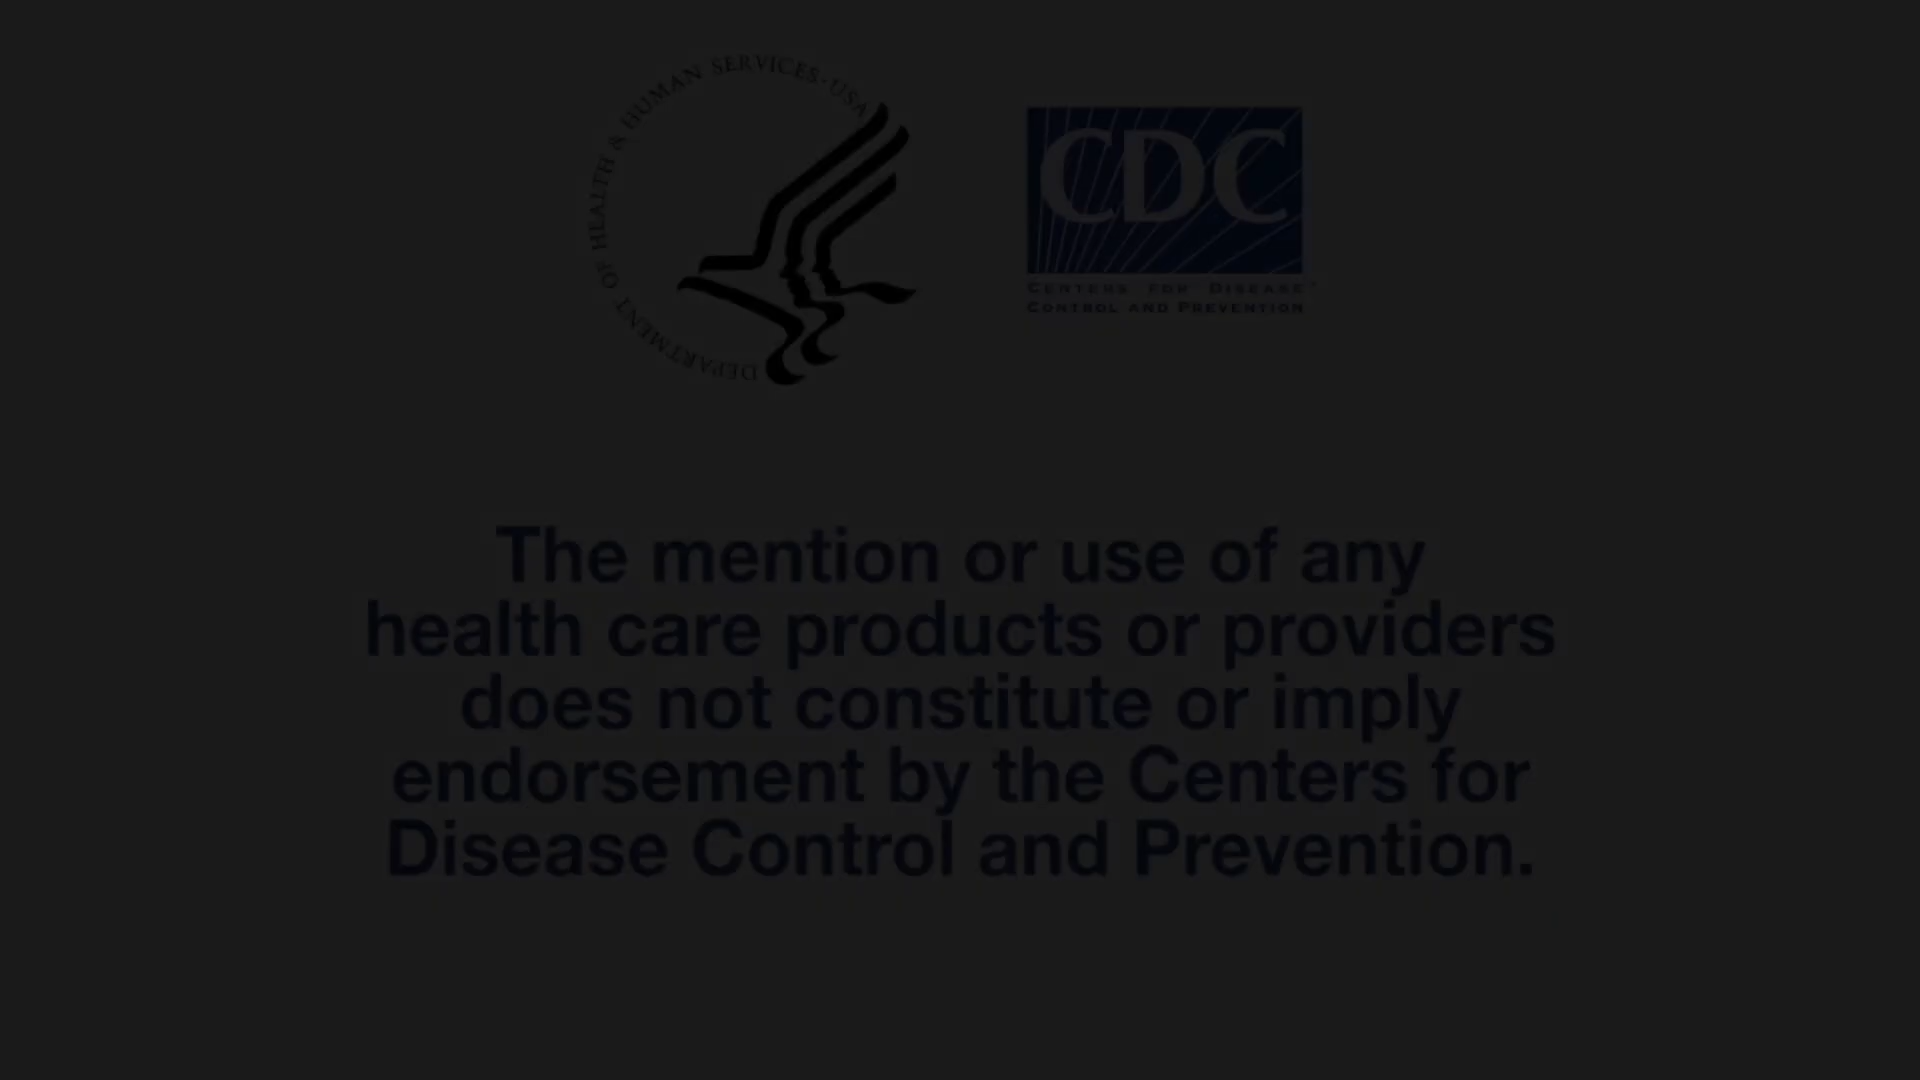 DEPARTMENT OF HEALTH & HUMAN SERVICES·USA
CDC
CENTERS FOR DISEASE
CONTROL AND PREVENTION
The mention or use of any
health care products or providers
does not constitute or imply
endorsement by the Centers for
Disease Control and Prevention.